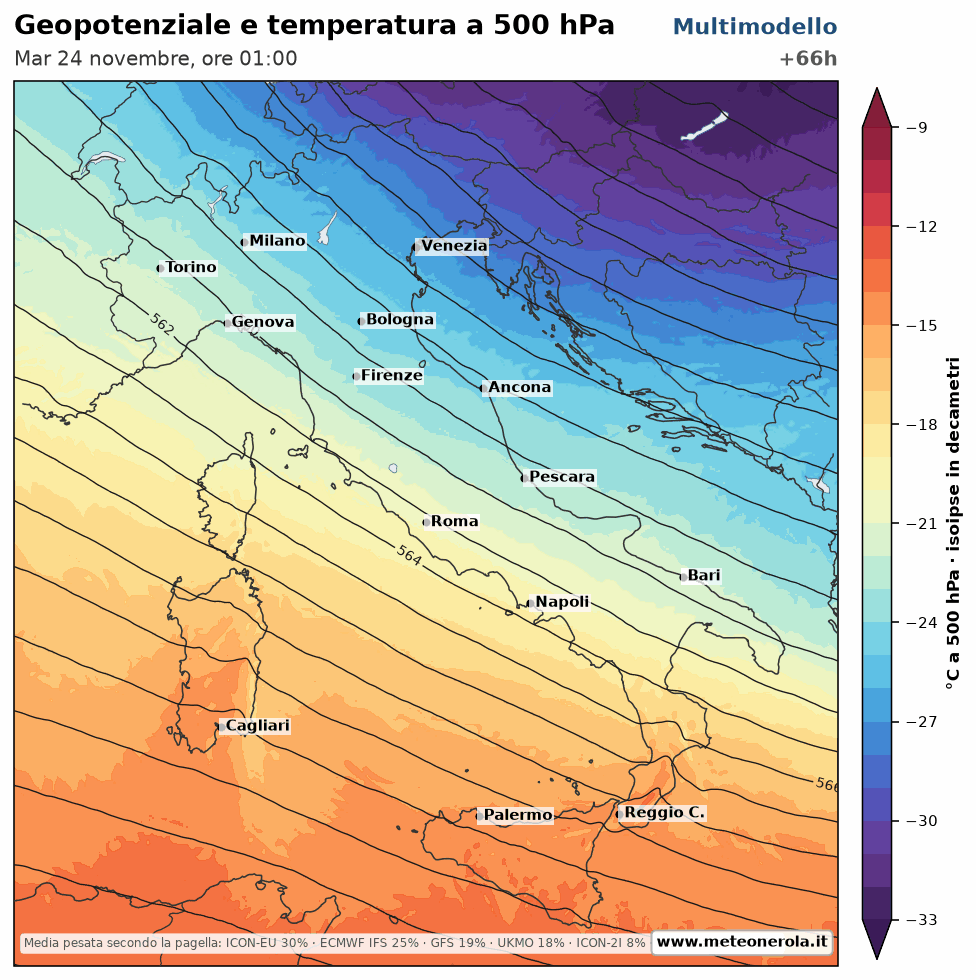 Geopotenziale e temperatura a 500 hPa
Multimodello
Mar 24 novembre, ore 01:00
+66h
−9
−12
−15
−18
−21
−24
−27
−30
−33
°C a 500 hPa · isoipse in decametri
Milano
Venezia
Torino
Genova
Bologna
562
Firenze
Ancona
Pescara
Roma
564
Bari
Napoli
Cagliari
566
Palermo
Reggio C.
Media pesata secondo la pagella: ICON-EU 30% · ECMWF IFS 25% · GFS 19% · UKMO 18% · ICON-2I 8%
www.meteonerola.it